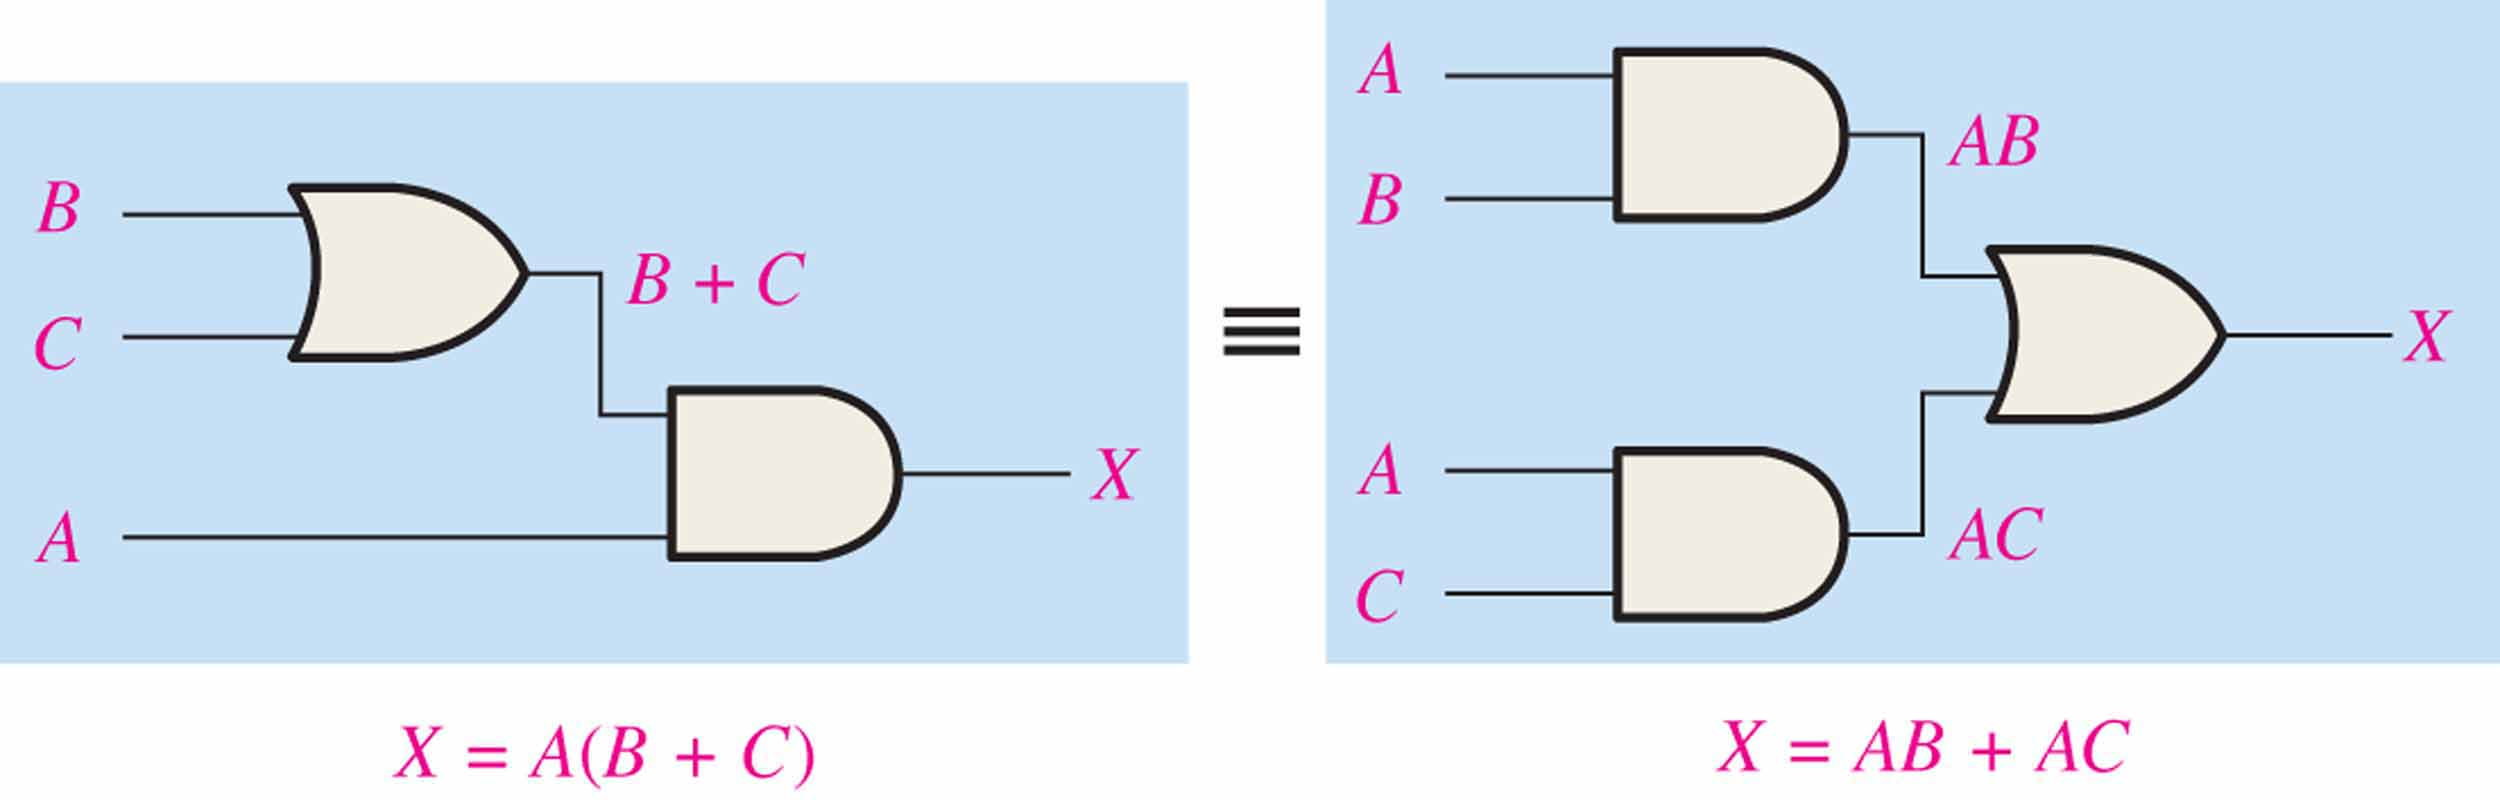 B
C
B + C
A
X
≡
A
B
AB
A
C
AC
X
X = A(B + C)
X = AB + AC